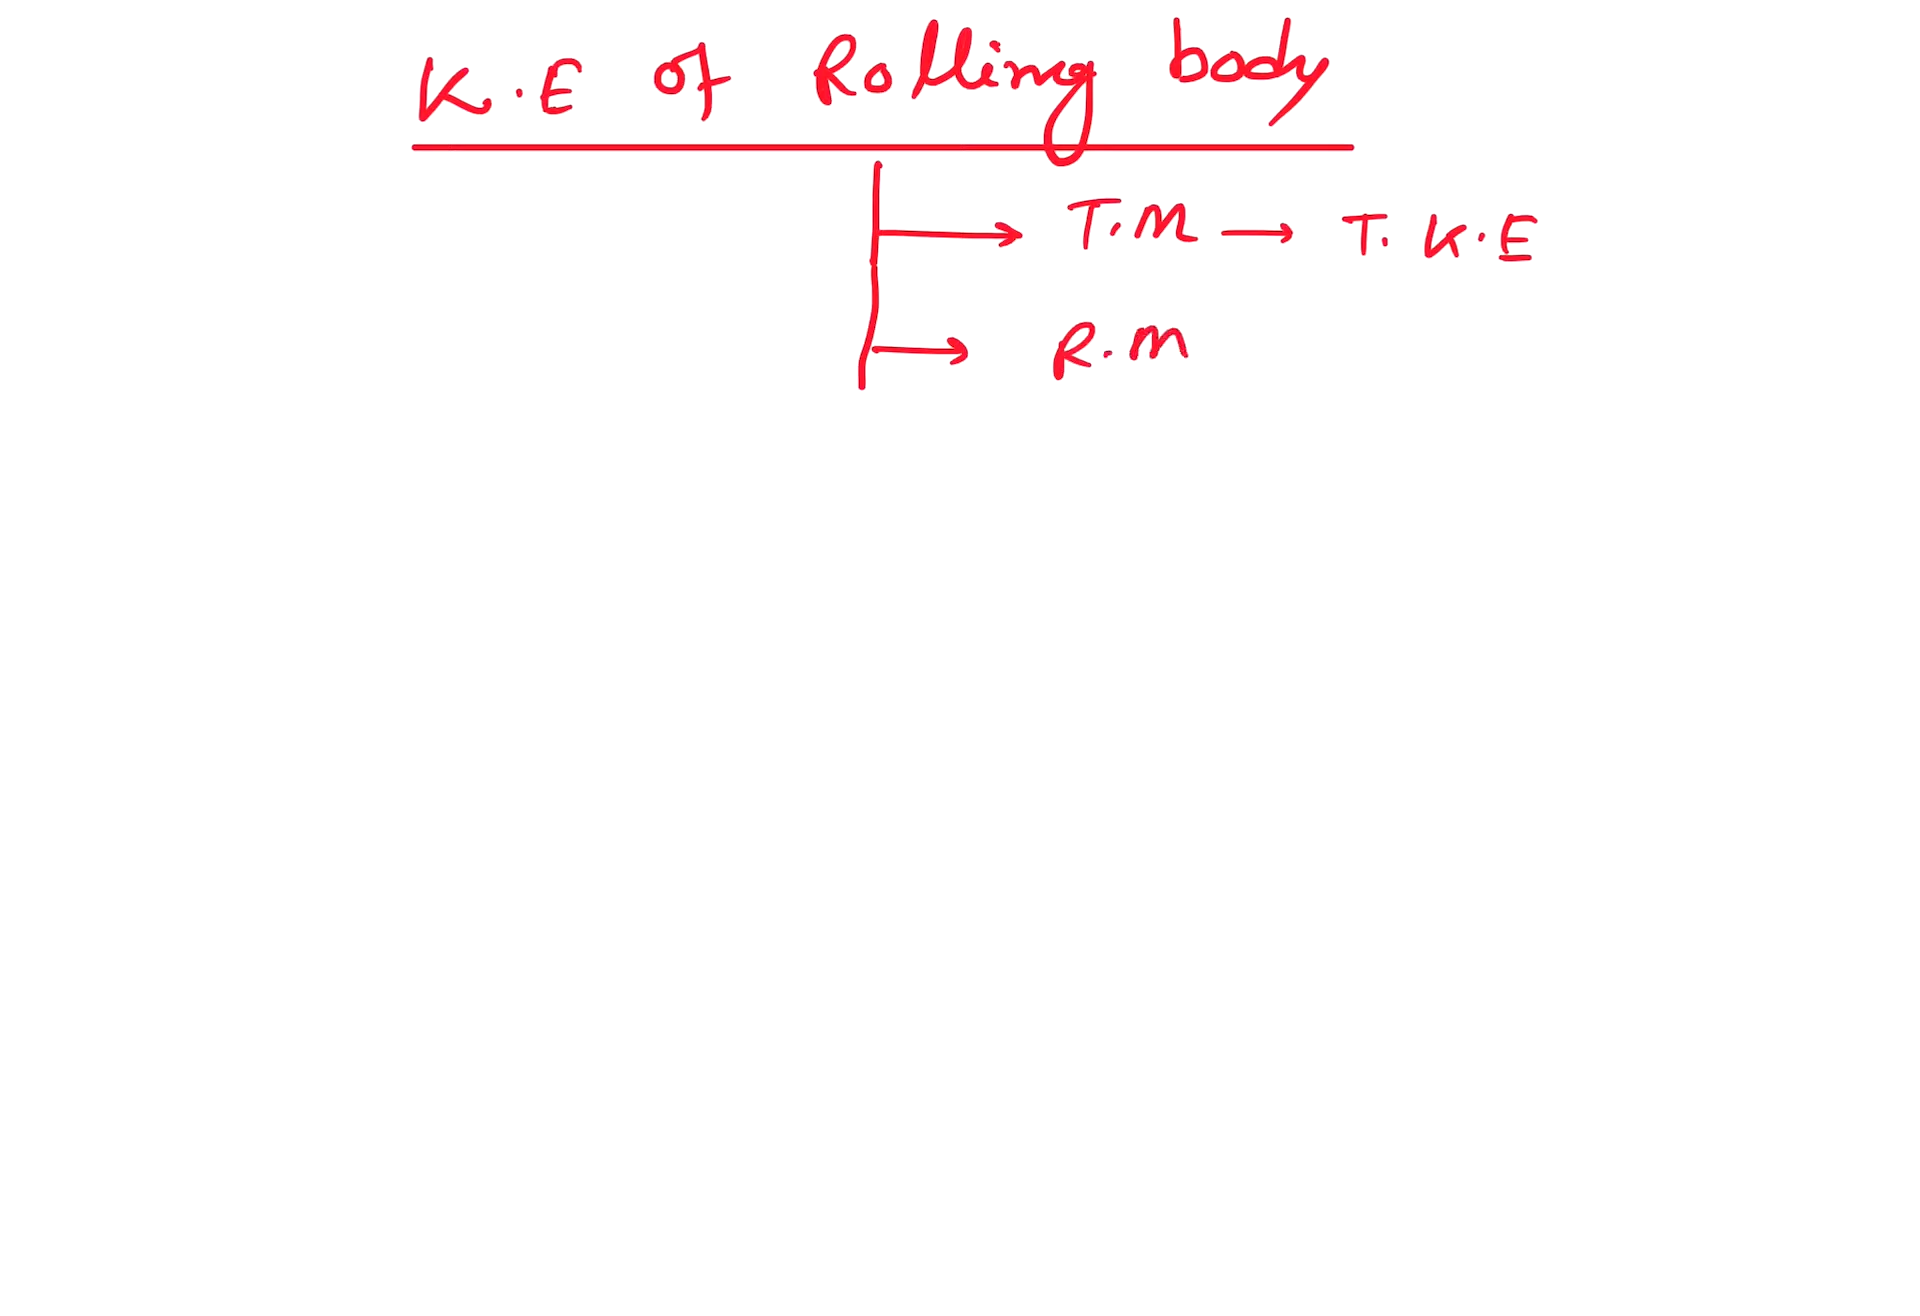 K.E of Rolling body
T.M → T.K.E
R.M